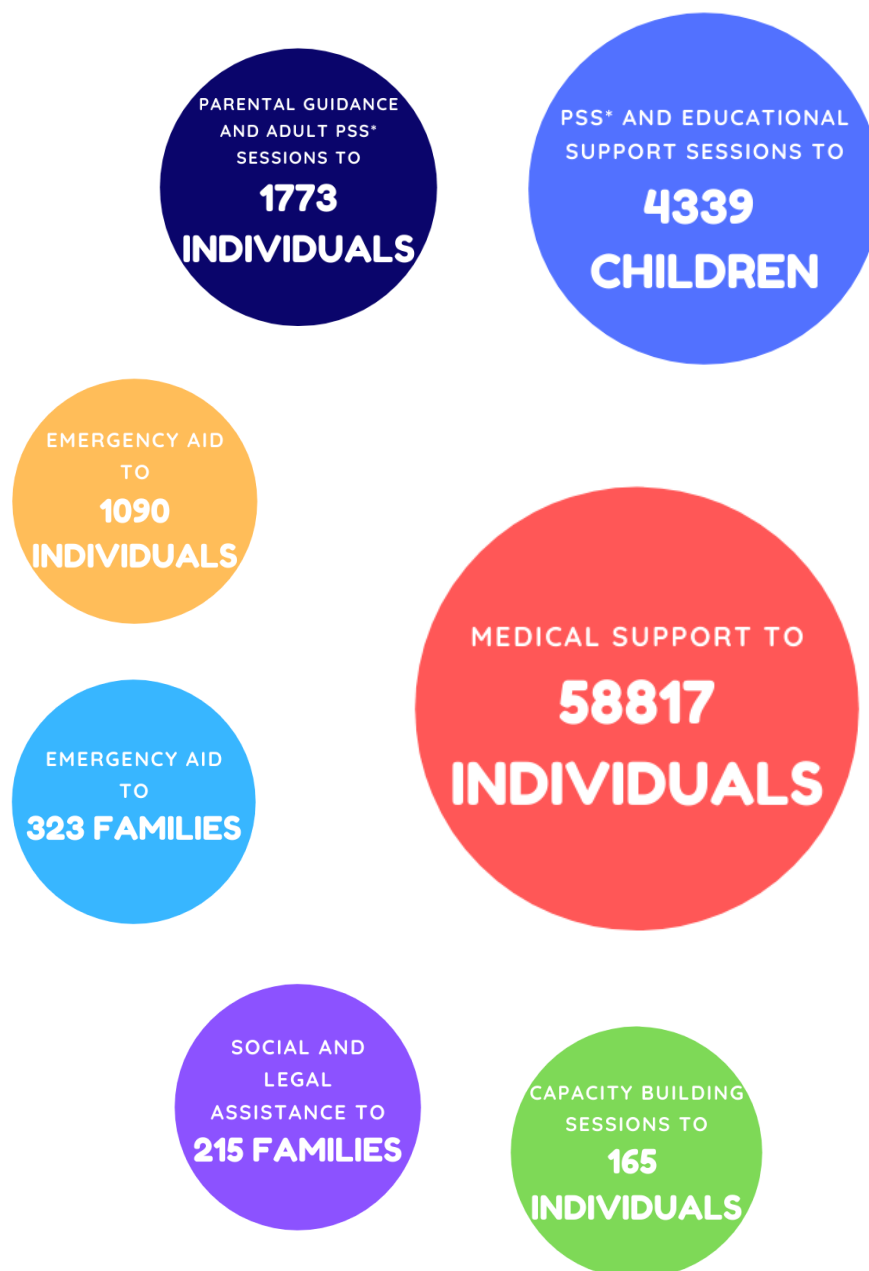 PARENTAL GUIDANCE
AND ADULT PSS*
SESSIONS TO
1773
INDIVIDUALS
PSS* AND EDUCATIONAL
SUPPORT SESSIONS TO
4339
CHILDREN
EMERGENCY AID
TO
1090
INDIVIDUALS
MEDICAL SUPPORT TO
58817
INDIVIDUALS
EMERGENCY AID
TO
323 FAMILIES
SOCIAL AND
LEGAL
ASSISTANCE TO
215 FAMILIES
CAPACITY BUILDING
SESSIONS TO
165
INDIVIDUALS